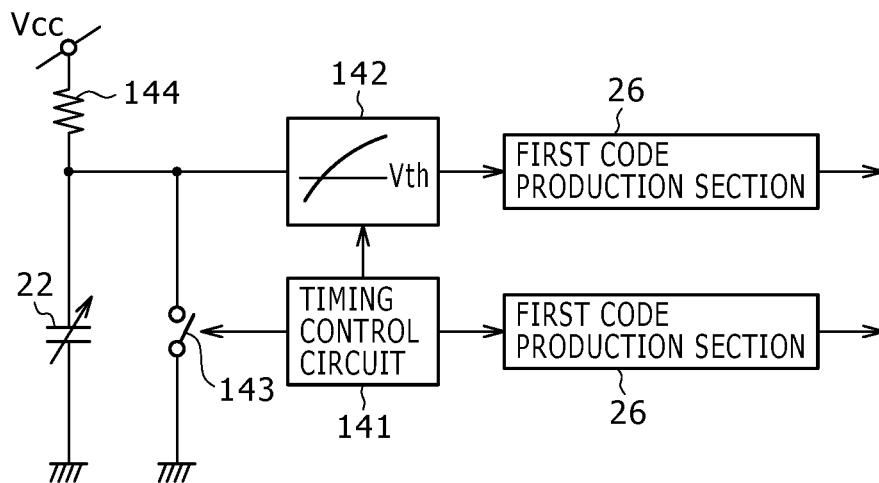 Vcc
144
142
26
Vth
FIRST CODE
PRODUCTION SECTION
22
TIMING
CONTROL
CIRCUIT
FIRST CODE
PRODUCTION SECTION
143
141
26